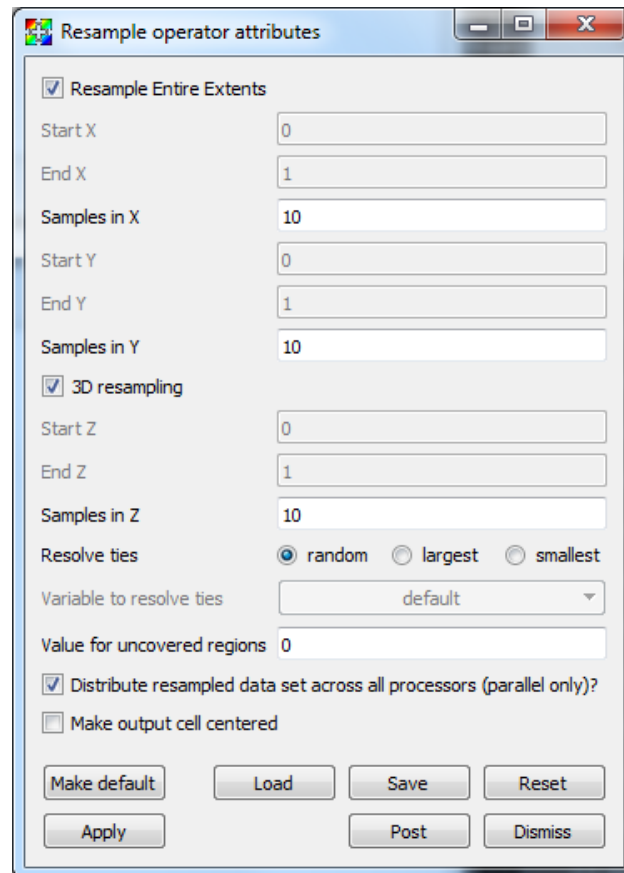 Resample operator attributes
Resample Entire Extents
Start X 0
End X 1
Samples in X 10
Start Y 0
End Y 1
Samples in Y 10
3D resampling
Start Z 0
End Z 1
Samples in Z 10
Resolve ties random largest smallest
Variable to resolve ties default
Value for uncovered regions 0
Distribute resampled data set across all processors (parallel only)?
Make output cell centered
Make default Load Save Reset
Apply Post Dismiss